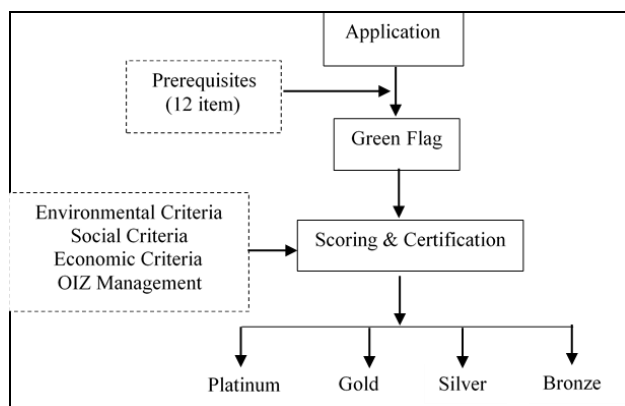 Application
Prerequisites
(12 item)
Green Flag
Environmental Criteria
Social Criteria
Economic Criteria
OIZ Management
Scoring & Certification
Platinum
Gold
Silver
Bronze